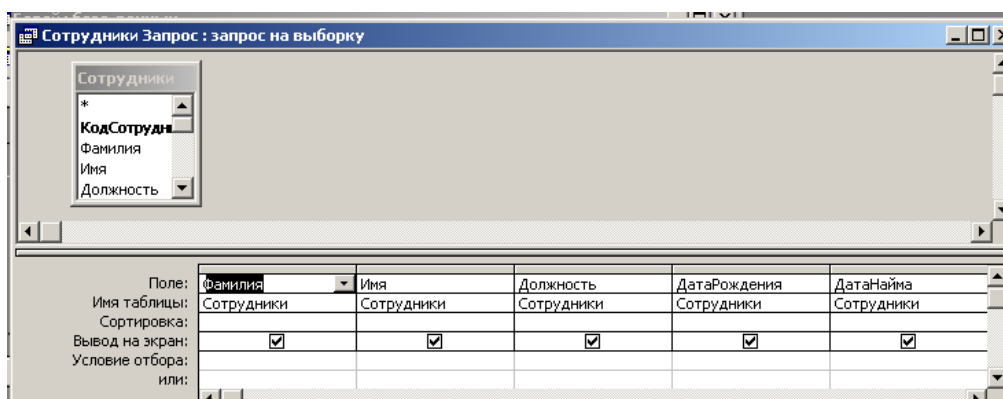 Сотрудники Запрос : запрос на выборку
Сотрудники
*
КодСотрудн
Фамилия
Имя
Должность
Поле: Фамилия Имя Должность ДатаРождения ДатаНайма
Имя таблицы: Сотрудники Сотрудники Сотрудники Сотрудники Сотрудники
Сортировка:
Вывод на экран:
Условие отбора:
или: